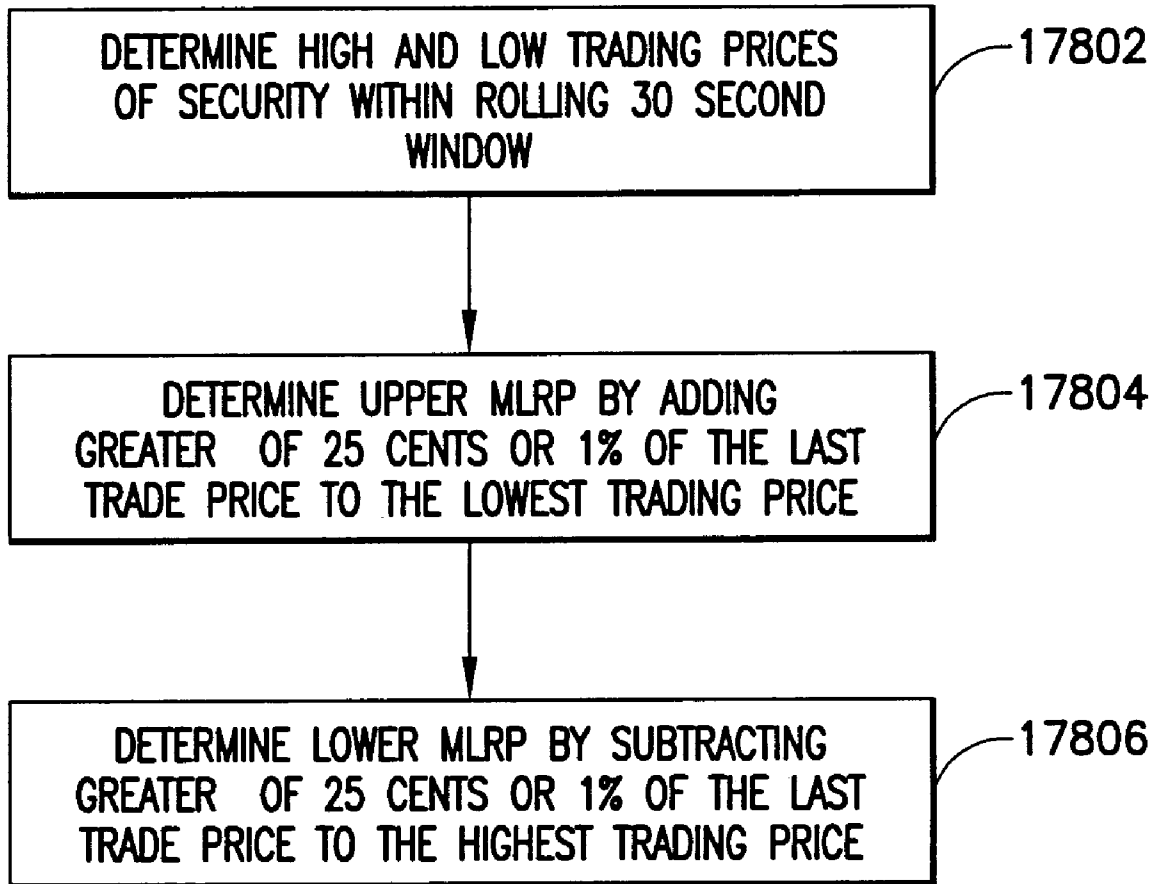 DETERMINE HIGH AND LOW TRADING PRICES
OF SECURITY WITHIN ROLLING 30 SECOND
WINDOW
17802
DETERMINE UPPER MLRP BY ADDING
GREATER OF 25 CENTS OR 1% OF THE LAST
TRADE PRICE TO THE LOWEST TRADING PRICE
17804
DETERMINE LOWER MLRP BY SUBTRACTING
GREATER OF 25 CENTS OR 1% OF THE LAST
TRADE PRICE TO THE HIGHEST TRADING PRICE
17806